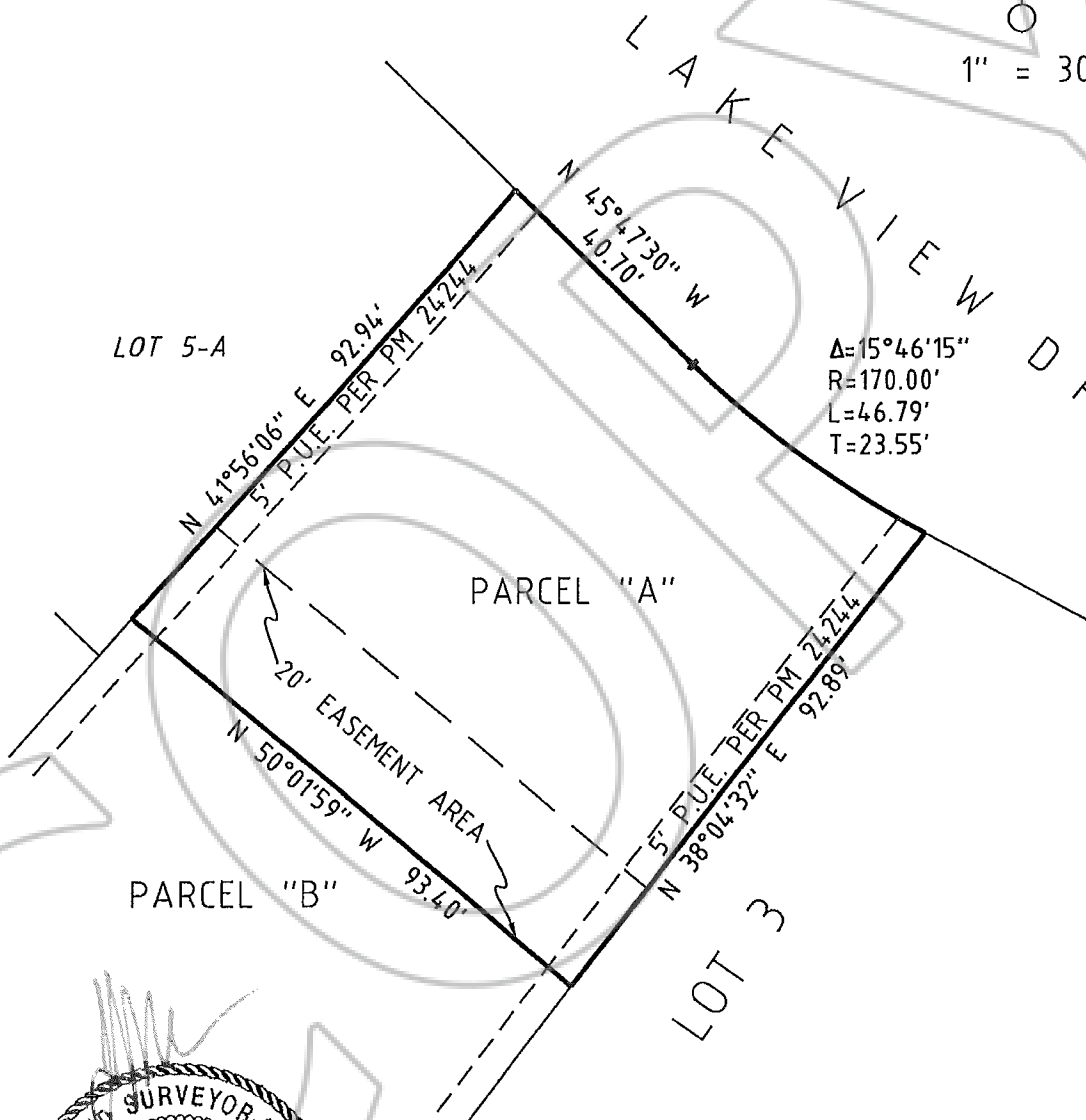 1" = 30
LAKE VIEW DR
N 45°47'30" W
40.70'
LOT 5-A
N 41°56'06" E 92.94'
5' P.U.E. PER PM 24244
Δ=15°46'15"
R=170.00'
L=46.79'
T=23.55'
PARCEL "A"
20' EASEMENT AREA
5' P.U.E. PER PM 24244
N 38°04'32" E 92.89'
N 50°01'59" W 93.40'
PARCEL "B"
LOT 3
SURVEYOR